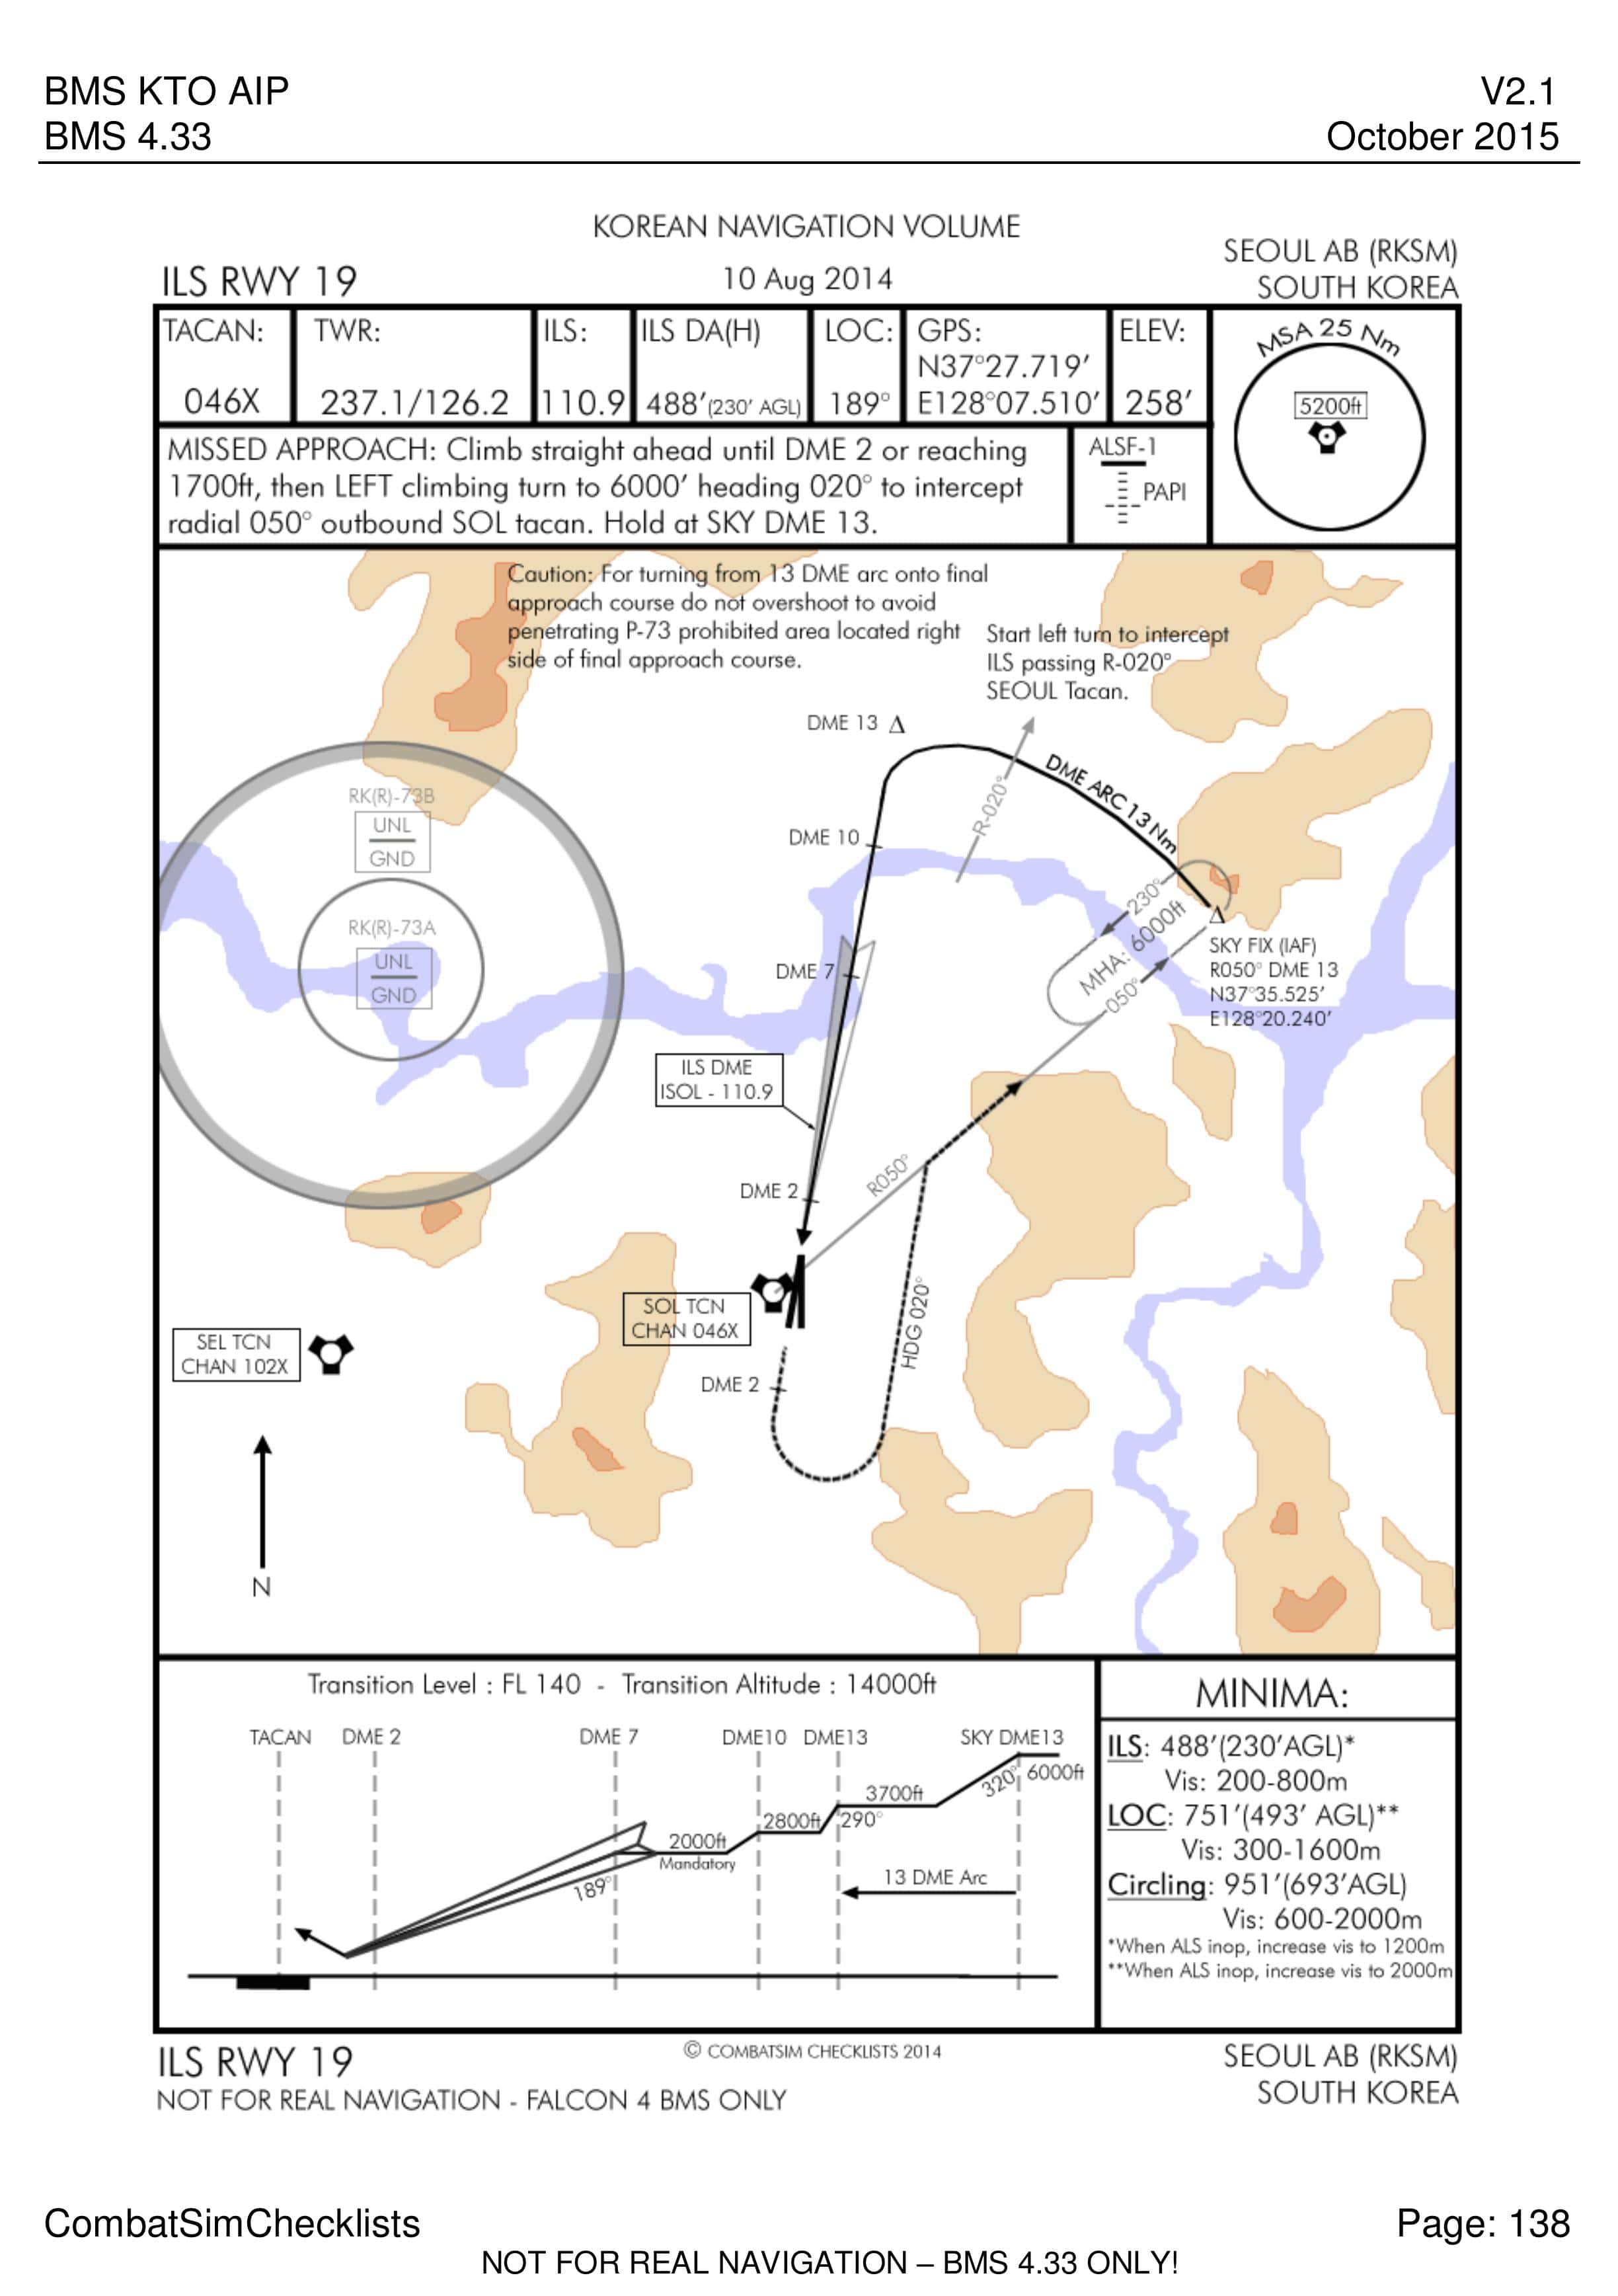 BMS KTO AIP
V2.1
BMS 4.33
October 2015
KOREAN NAVIGATION VOLUME
SEOUL AB (RKSM)
ILS RWY 19
10 Aug 2014
SOUTH KOREA
TACAN:
046X
TWR:
237.1/126.2
ILS:
110.9
ILS DA(H)
488'(230' AGL)
LOC:
189°
GPS:
N37°27.719'
E128°07.510'
ELEV:
258'
MSA 25 Nm
5200ft
MISSED APPROACH: Climb straight ahead until DME 2 or reaching
1700ft, then LEFT climbing turn to 6000' heading 020° to intercept
radial 050° outbound SOL tacan. Hold at SKY DME 13.
ALSF-1
PAPI
Caution: For turning from 13 DME arc onto final
approach course do not overshoot to avoid
penetrating P-73 prohibited area located right
side of final approach course.
Start left turn to intercept
ILS passing R-020°
SEOUL Tacan.
DME 13
DME ARC 13 Nm
R-020°
RK(R)-73B
UNL
GND
DME 10
230°
MHA: 6000ft
050°
RK(R)-73A
UNL
GND
SKY FIX (IAF)
R050° DME 13
N37°35.525'
E128°20.240'
DME 7
ILS DME
ISOL - 110.9
DME 2
R050°
SOL TCN
CHAN 046X
HDG 020°
SEL TCN
CHAN 102X
DME 2
N
Transition Level : FL 140 - Transition Altitude : 14000ft
TACAN DME 2 DME 7 DME10 DME13 SKY DME13
320° 6000ft
3700ft
2800ft 290°
2000ft
Mandatory
189°
13 DME Arc
MINIMA:
ILS: 488'(230'AGL)*
Vis: 200-800m
LOC: 751'(493' AGL)**
Vis: 300-1600m
Circling: 951'(693'AGL)
Vis: 600-2000m
*When ALS inop, increase vis to 1200m
**When ALS inop, increase vis to 2000m
ILS RWY 19
© COMBATSIM CHECKLISTS 2014
SEOUL AB (RKSM)
NOT FOR REAL NAVIGATION - FALCON 4 BMS ONLY
SOUTH KOREA
CombatSimChecklists
Page: 138
NOT FOR REAL NAVIGATION – BMS 4.33 ONLY!